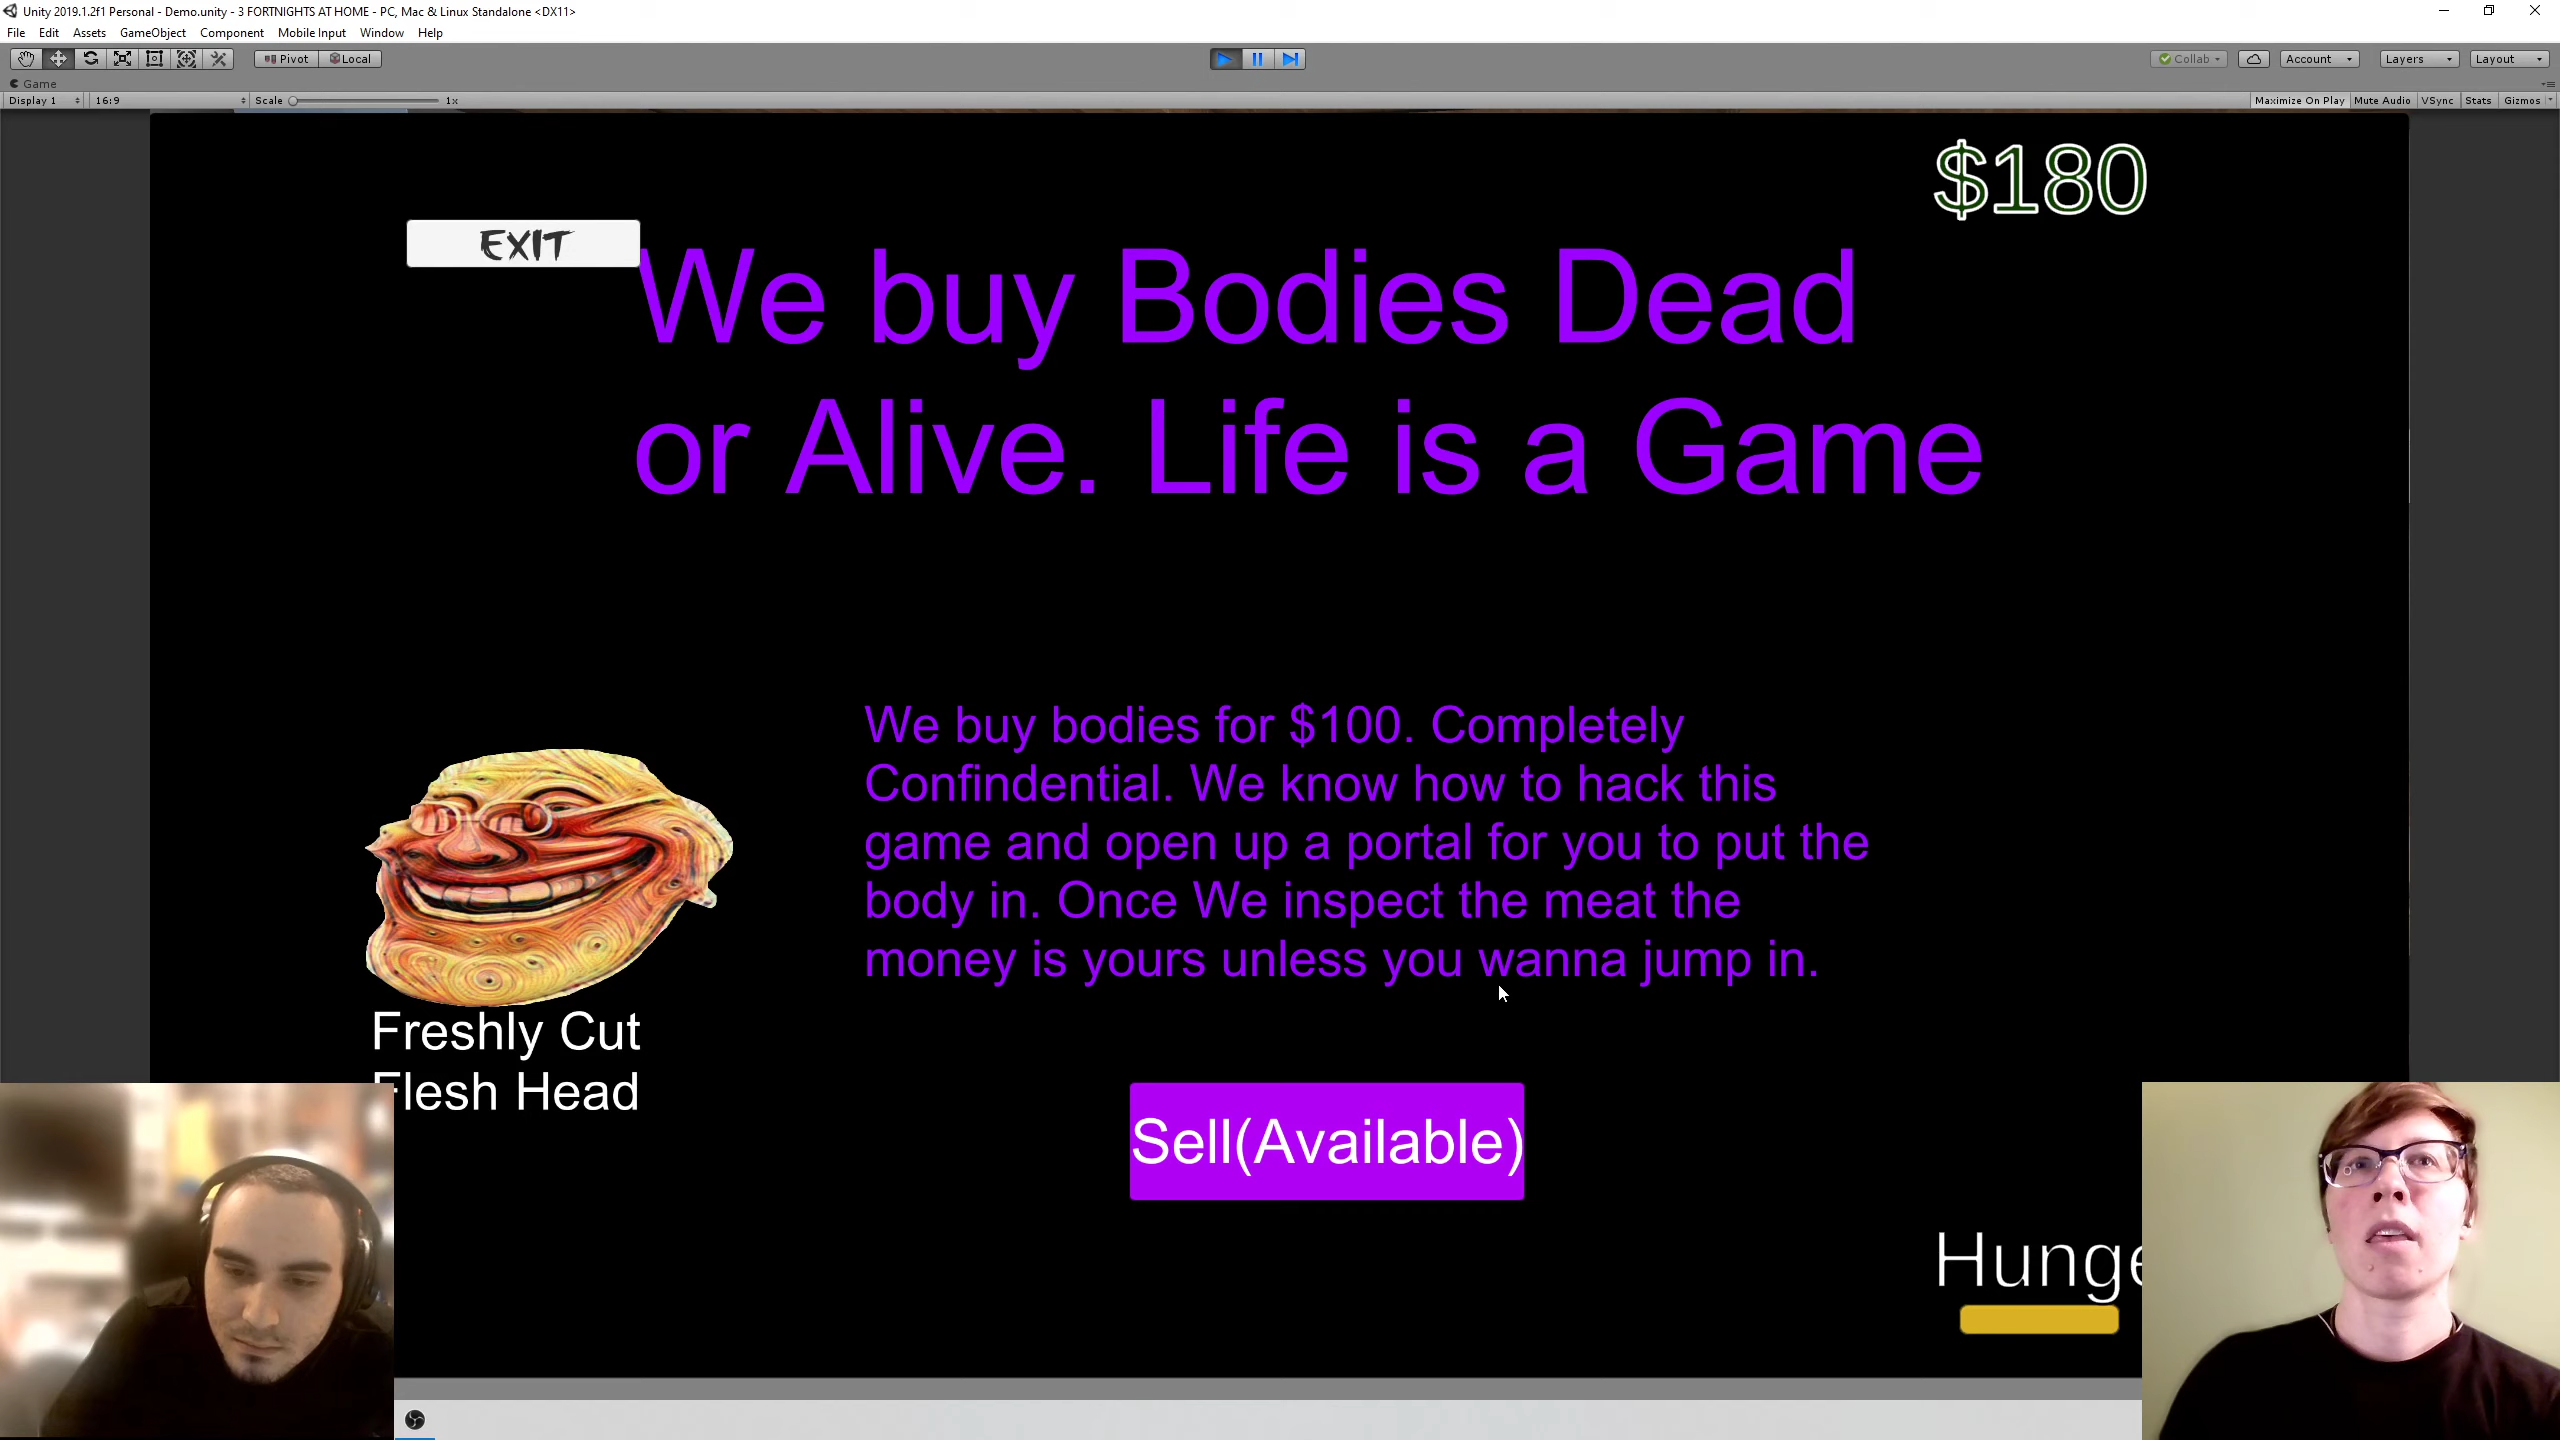 Unity 2019.1.2f1 Personal - Demo.unity - 3 FORTNIGHTS AT HOME - PC, Mac & Linux Standalone <DX11>
File Edit Assets GameObject Component Mobile Input Window Help
Pivot Local Collab Account Layers Layout
Game
Display 1 16:9 Scale 1x Maximize On Play Mute Audio VSync Stats Gizmos
$180
EXIT
We buy Bodies Dead
or Alive. Life is a Game
We buy bodies for $100. Completely
Confindential. We know how to hack this
game and open up a portal for you to put the
body in. Once We inspect the meat the
money is yours unless you wanna jump in.
Freshly Cut
Flesh Head
Sell(Available)
Hunge